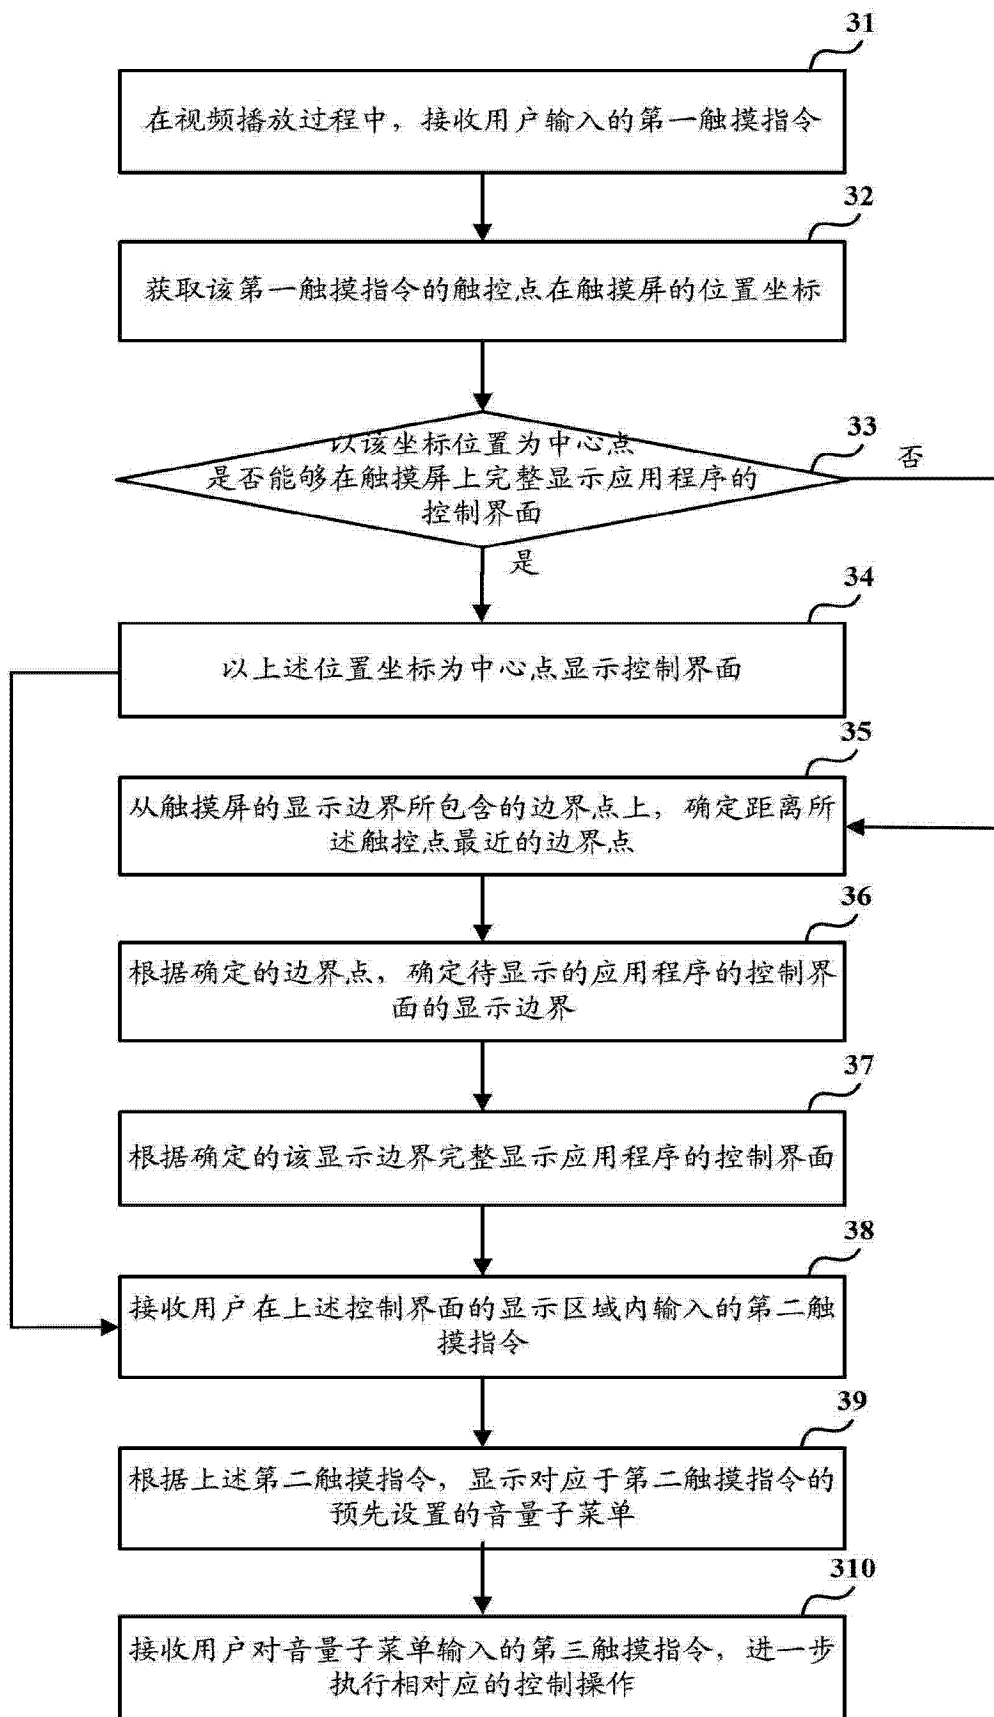 31
在视频播放过程中，接收用户输入的第一触摸指令
32
获取该第一触摸指令的触控点在触摸屏的位置坐标
33
以该坐标位置为中心点
是否能够在触摸屏上完整显示应用程序的
控制界面
否
是
34
以上述位置坐标为中心点显示控制界面
35
从触摸屏的显示边界所包含的边界点上，确定距离所
述触控点最近的边界点
36
根据确定的边界点，确定待显示的应用程序的控制界
面的显示边界
37
根据确定的该显示边界完整显示应用程序的控制界面
38
接收用户在上述控制界面的显示区域内输入的第二触
摸指令
39
根据上述第二触摸指令，显示对应于第二触摸指令的
预先设置的音量子菜单
310
接收用户对音量子菜单输入的第三触摸指令，进一步
执行相对应的控制操作